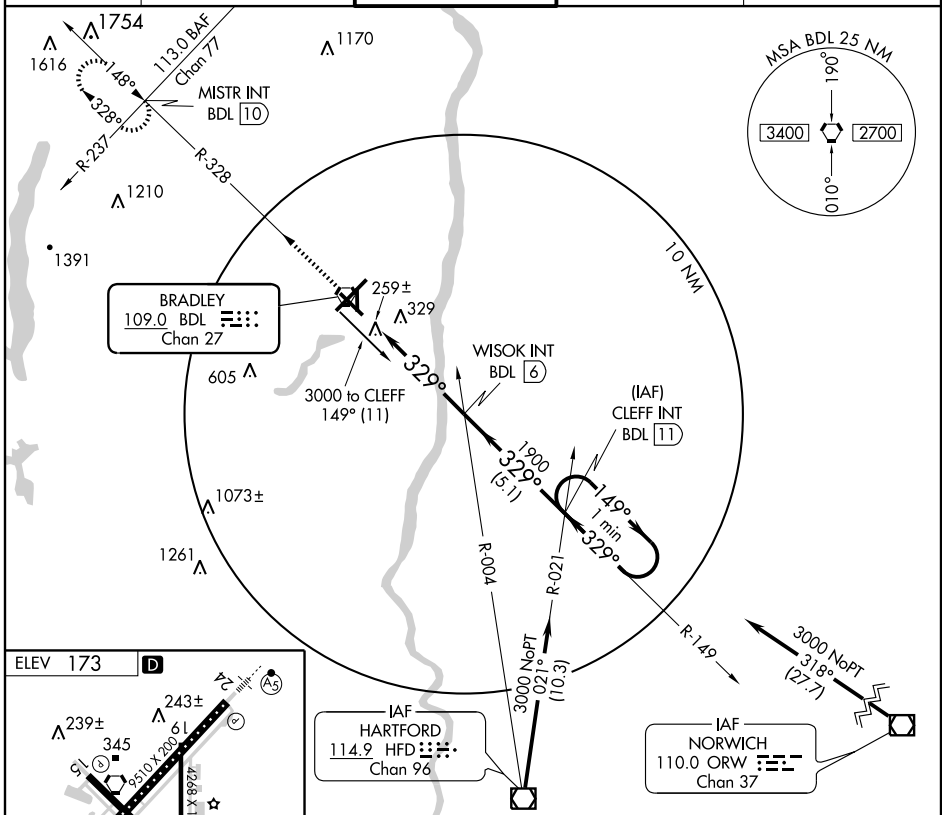 1754
1616
148°
328°
113.0 BAF
Chan 77
1170
MISTR INT
BDL 10
R-237
R-328
1210
1391
MSA BDL 25 NM
190°
3400
2700
010°
10 NM
BRADLEY
109.0 BDL
Chan 27
259±
329
605
3000 to CLEFF
149° (11)
329°
WISOK INT
BDL 6
(IAF)
CLEFF INT
BDL 11
1900
329°
(5.1)
149°
1 min
329°
1073±
1261
R-004
R-021
R-149
3000 NoPT
021°
(10.3)
3000 NoPT
318°
(27.7)
IAF
HARTFORD
114.9 HFD
Chan 96
IAF
NORWICH
110.0 ORW
Chan 37
ELEV 173
D
24
A5
P
243±
239±
19
345
P
15
9510 X 200
4268 X 1